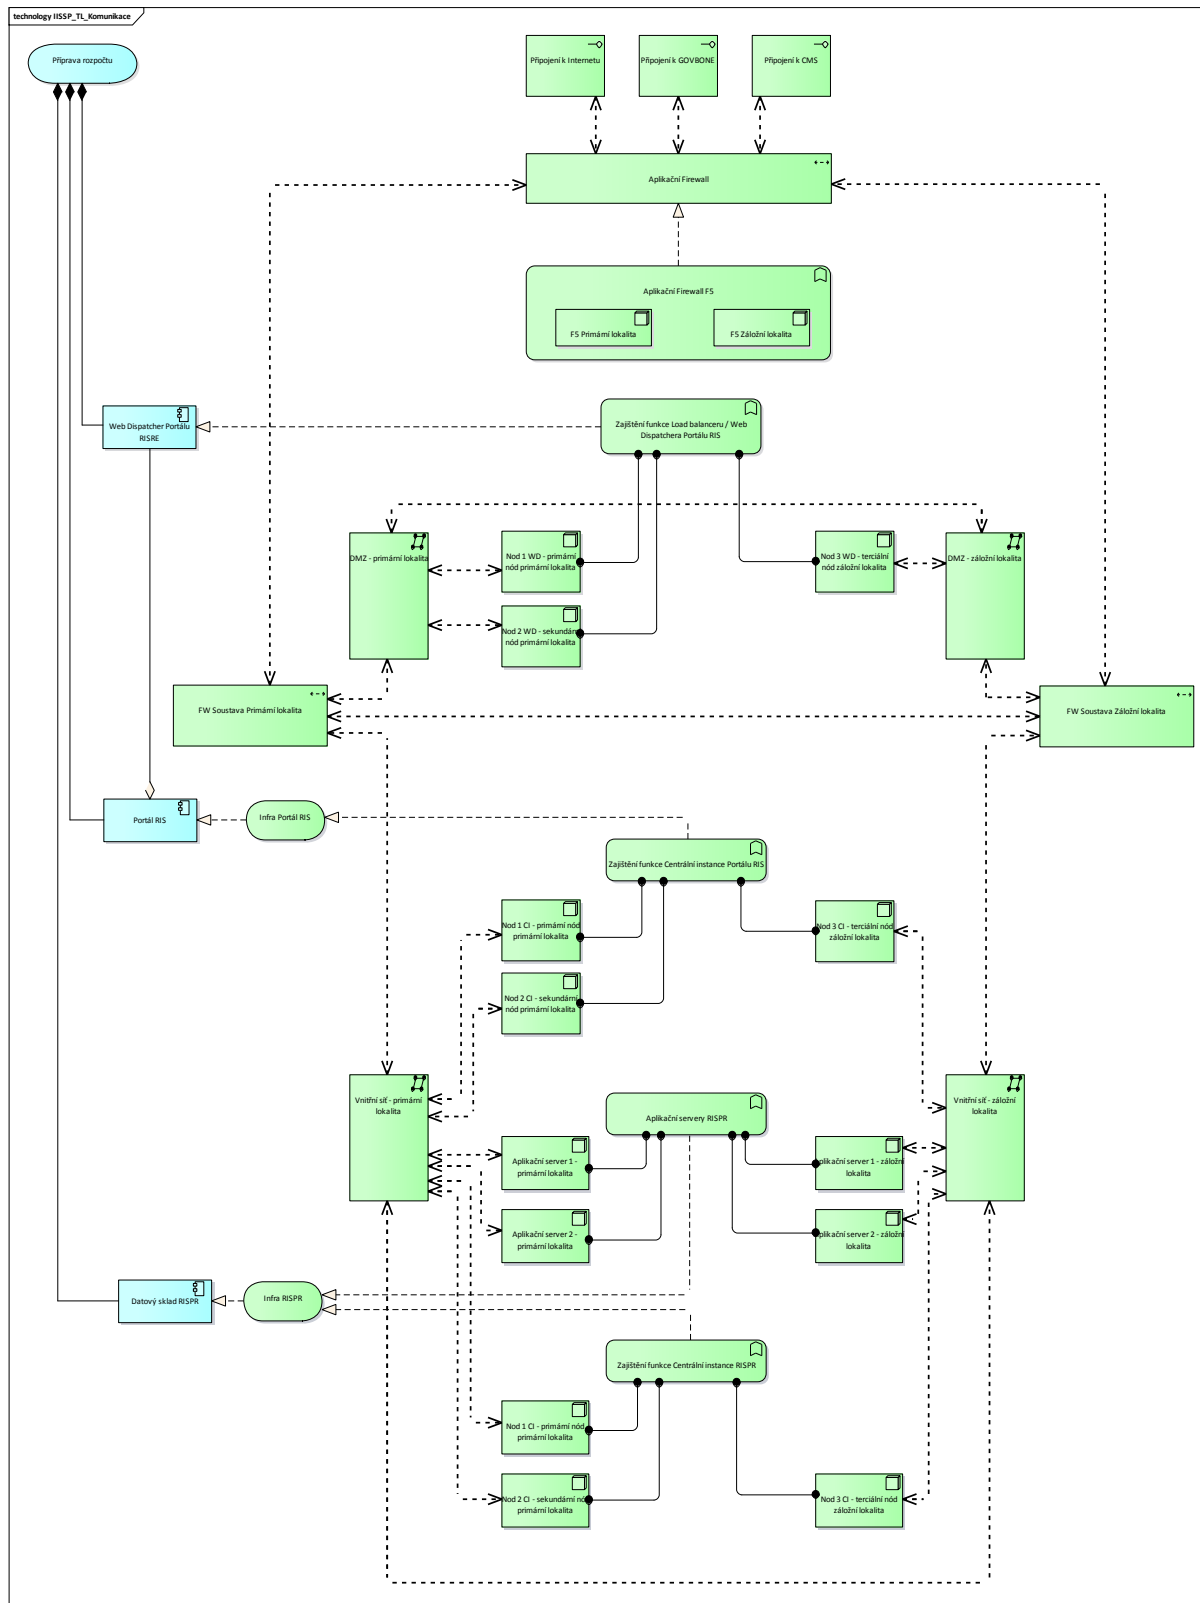 technology IISSP_TL_Komunikace
Příprava rozpočtu
Připojení k Internetu
Připojení k GOVBONE
Připojení k CMS
Aplikační Firewall
Aplikační Firewall F5
F5 Primární lokalita
F5 Záložní lokalita
Web Dispatcher Portálu
RISRE
Zajištění funkce Load balanceru / Web
Dispatchera Portálu RIS
DMZ - primární lokalita
Nod 1 WD - primární
nód primární lokalita
Nod 3 WD - terciální
nód záložní lokalita
DMZ - záložní lokalita
Nod 2 WD - sekundární
nód primární lokalita
FW Soustava Primární lokalita
FW Soustava Záložní lokalita
Portál RIS
Infra Portál RIS
Zajištění funkce Centrální instance Portálu RIS
Nod 1 CI - primární nód
primární lokalita
Nod 3 CI - terciální nód
záložní lokalita
Nod 2 CI - sekundární
nód primární lokalita
Vnitřní síť - primární
lokalita
Vnitřní síť - záložní
lokalita
Aplikační servery RISPR
Aplikační server 1 -
primární lokalita
Aplikační server 1 - záložní
lokalita
Aplikační server 2 -
primární lokalita
Aplikační server 2 - záložní
lokalita
Datový sklad RISPR
Infra RISPR
Zajištění funkce Centrální instance RISPR
Nod 1 CI - primární nód
primární lokalita
Nod 2 CI - sekundární nód
primární lokalita
Nod 3 CI - terciální nód
záložní lokalita